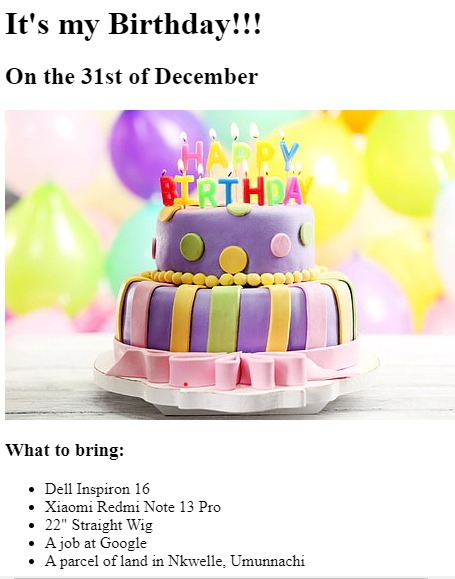 It's my Birthday!!!
On the 31st of December
HAPPY
BIRTHDAY
What to bring:
Dell Inspiron 16
Xiaomi Redmi Note 13 Pro
22" Straight Wig
A job at Google
A parcel of land in Nkwelle, Umunnachi